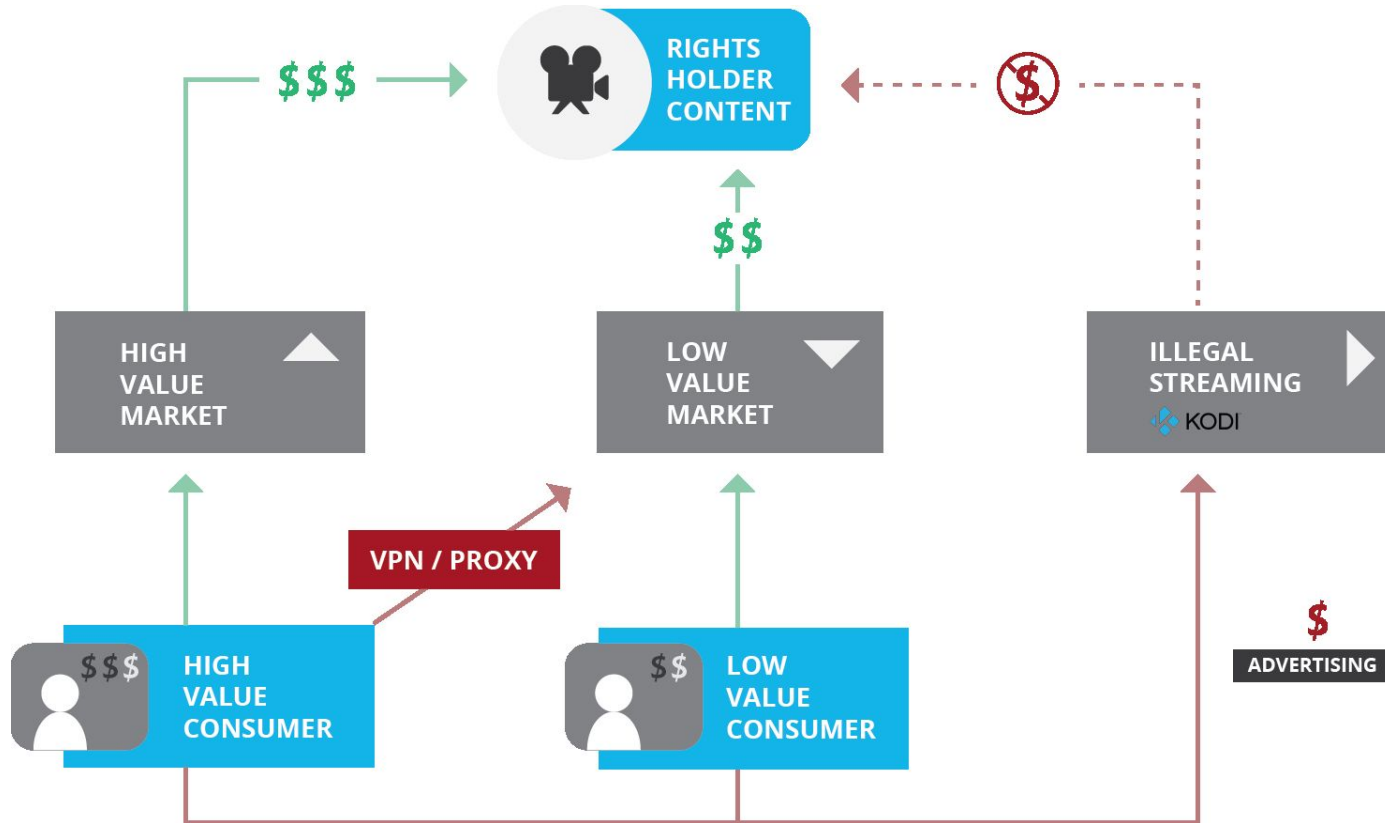 $$$
RIGHTS
HOLDER
CONTENT
$
$$
HIGH
VALUE
MARKET
LOW
VALUE
MARKET
ILLEGAL
STREAMING
KODI
VPN / PROXY
$$$
HIGH
VALUE
CONSUMER
$$
LOW
VALUE
CONSUMER
$
ADVERTISING